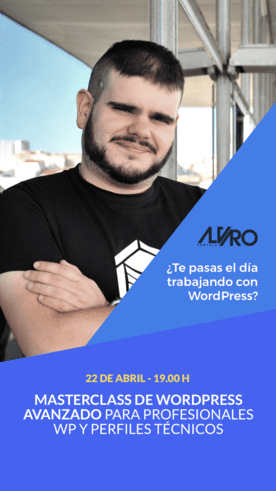 ALVARO
¿Te pasas el día
trabajando con
WordPress?
22 DE ABRIL - 19.00 H
MASTERCLASS DE WORDPRESS
AVANZADO PARA PROFESIONALES
WP Y PERFILES TÉCNICOS